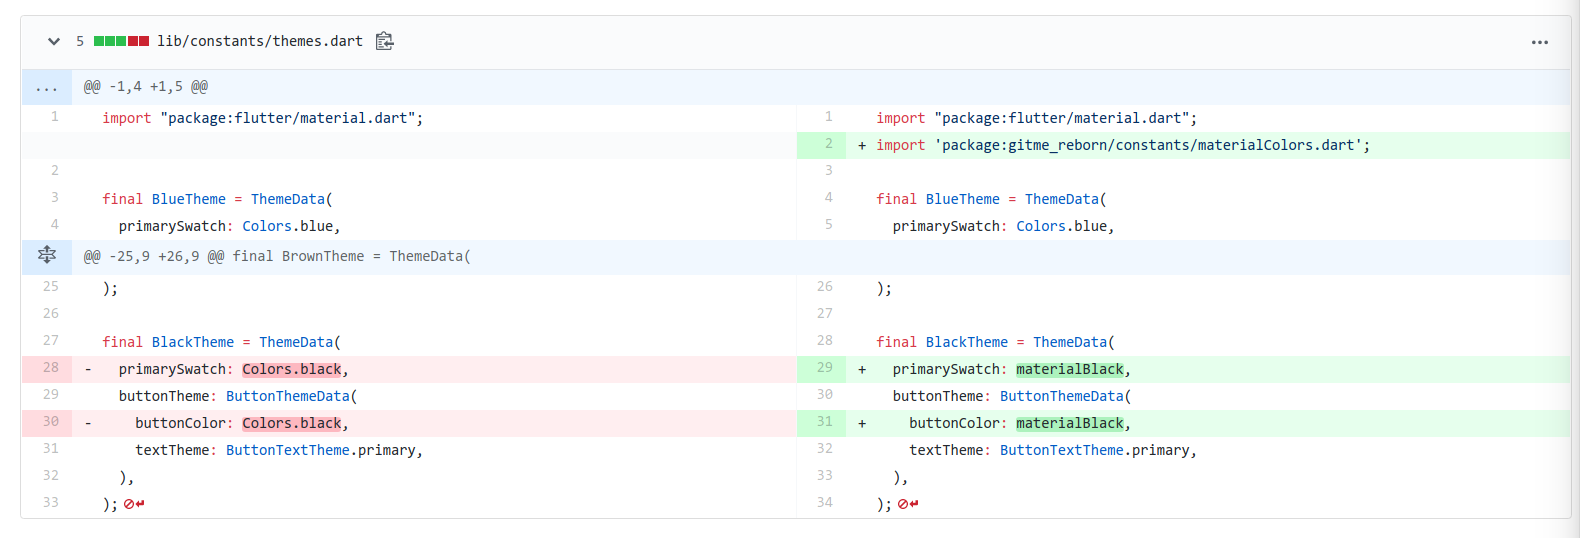 5 lib/constants/themes.dart ...
... @@ -1,4 +1,5 @@
1 import "package:flutter/material.dart"; 1 import "package:flutter/material.dart";
2 + import 'package:gitme_reborn/constants/materialColors.dart';
2 3
3 final BlueTheme = ThemeData( 4 final BlueTheme = ThemeData(
4 primarySwatch: Colors.blue, 5 primarySwatch: Colors.blue,
@@ -25,9 +26,9 @@ final BrownTheme = ThemeData(
25 ); 26 );
26 27
27 final BlackTheme = ThemeData( 28 final BlackTheme = ThemeData(
28 - primarySwatch: Colors.black, 29 + primarySwatch: materialBlack,
29 buttonTheme: ButtonThemeData( 30 buttonTheme: ButtonThemeData(
30 - buttonColor: Colors.black, 31 + buttonColor: materialBlack,
31 textTheme: ButtonTextTheme.primary, 32 textTheme: ButtonTextTheme.primary,
32 ), 33 ),
33 ); 34 );